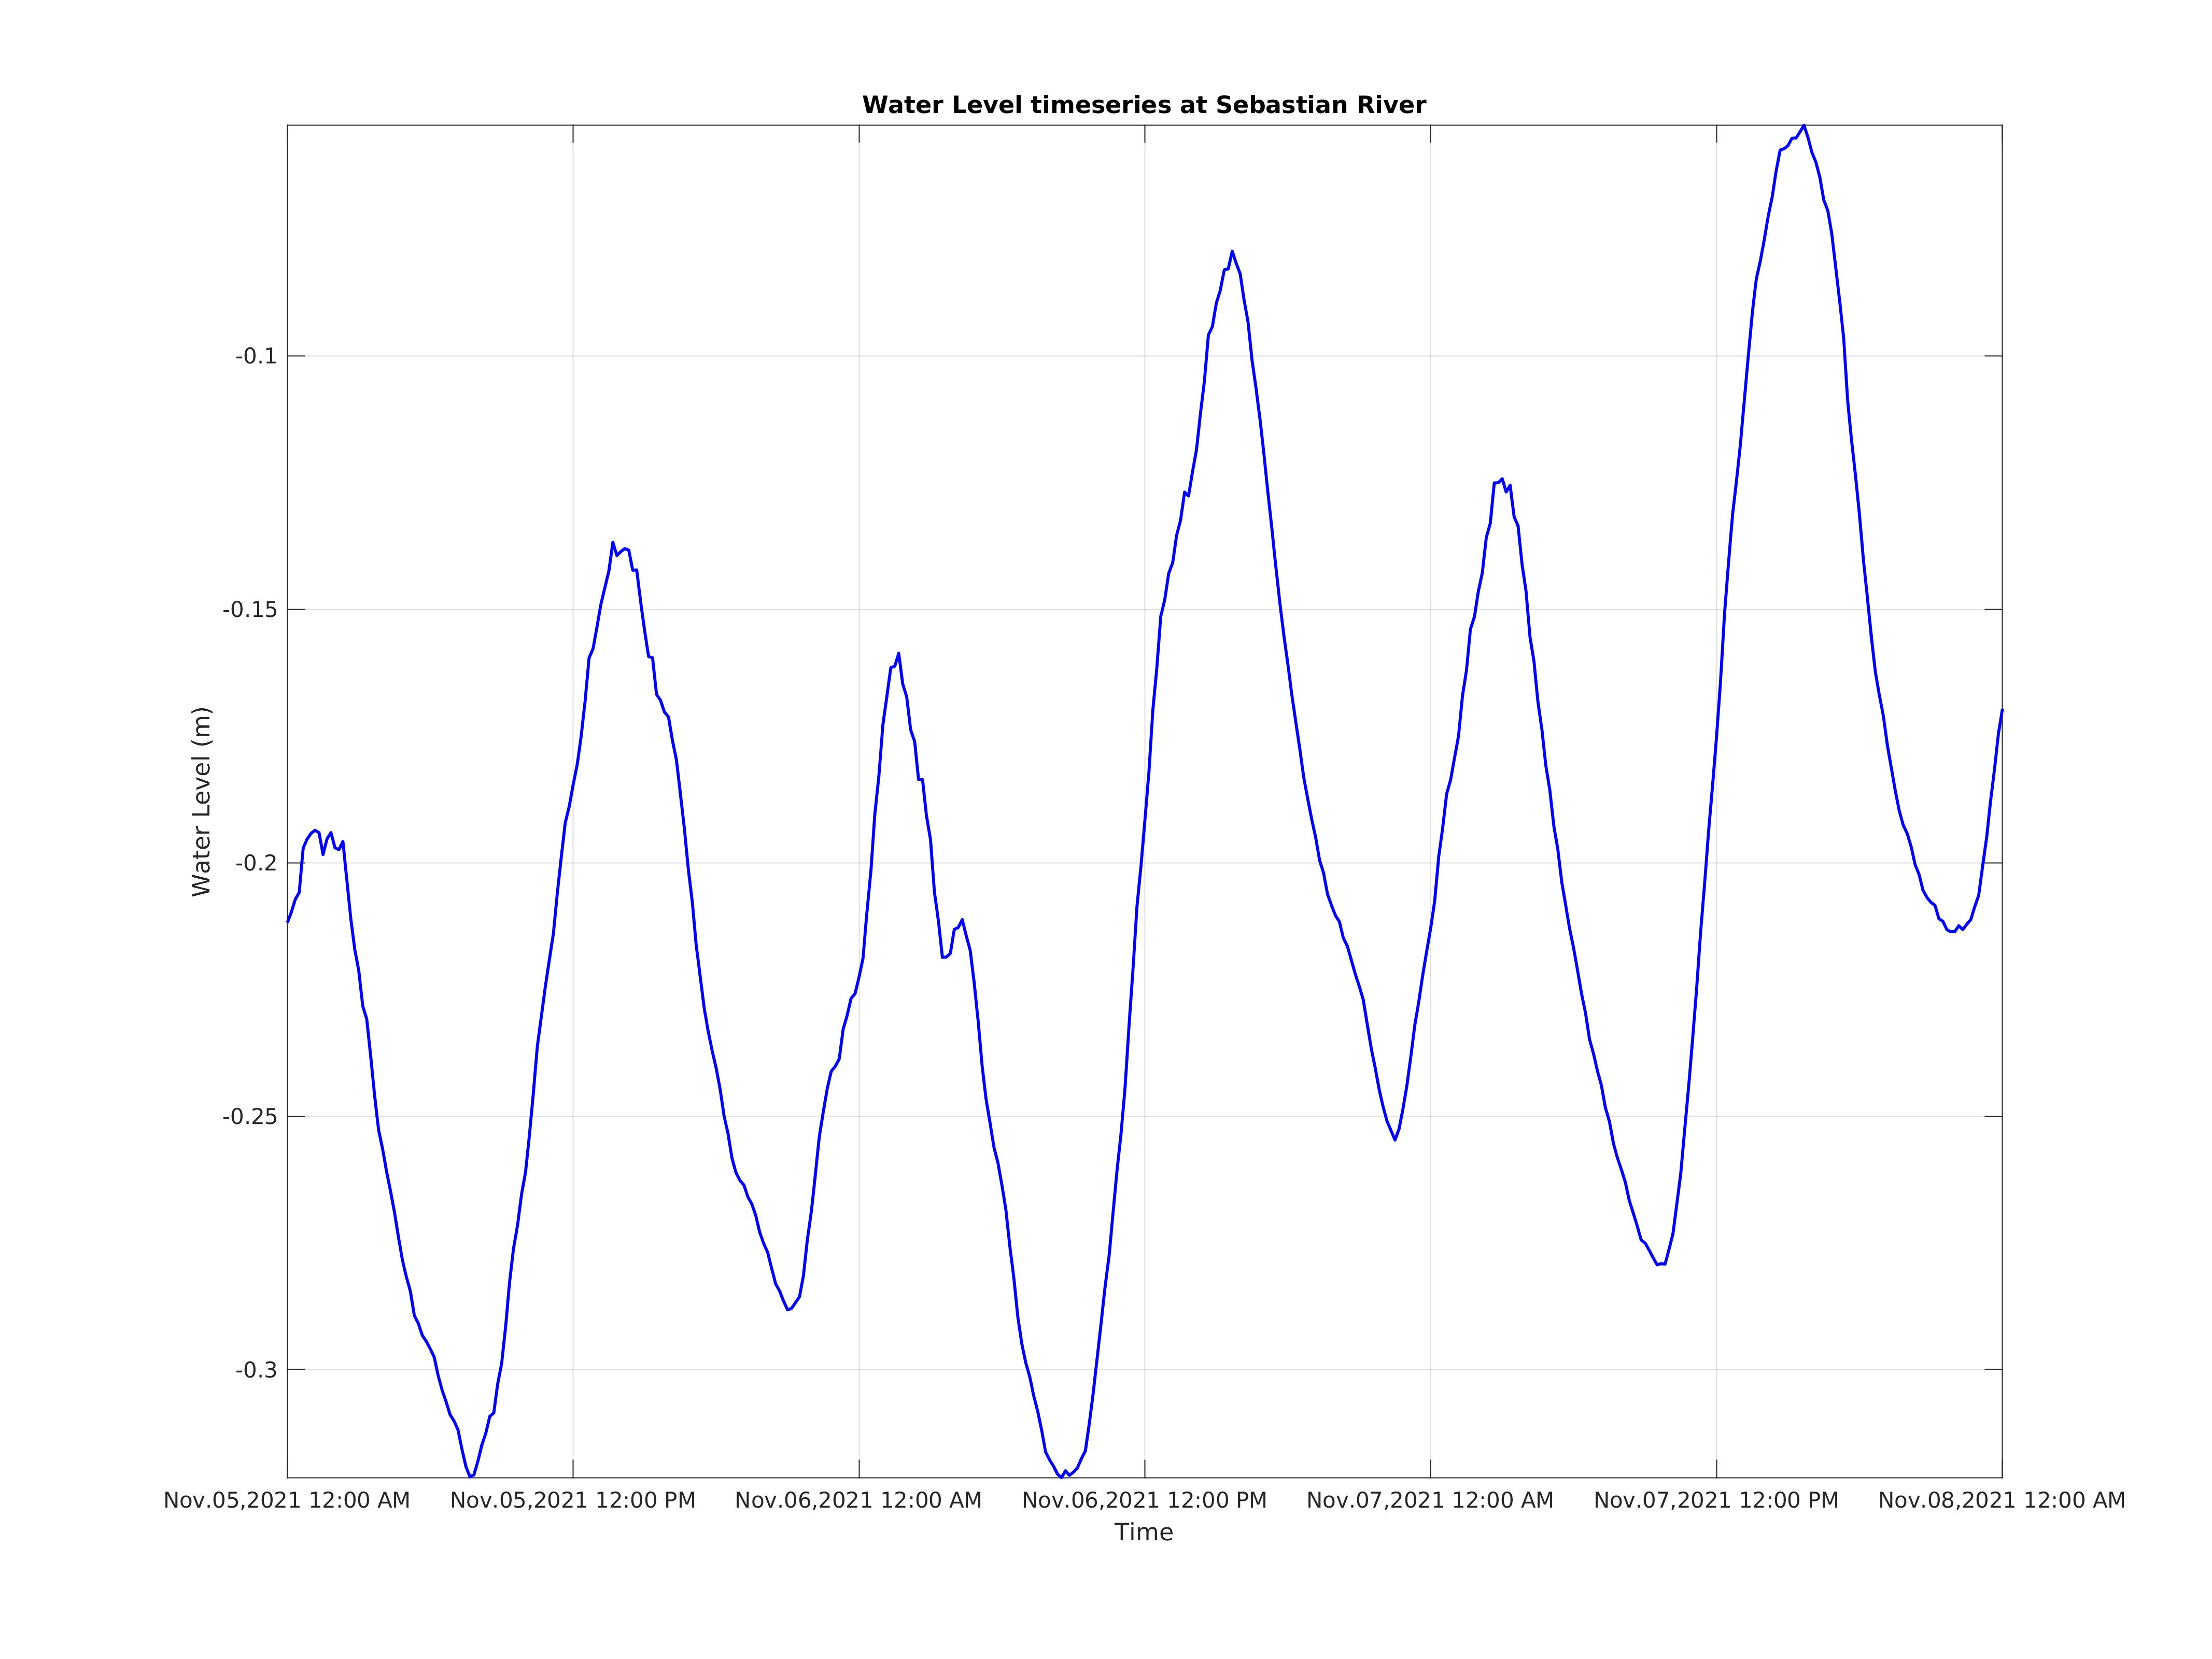 Water Level timeseries at Sebastian River
-0.1
-0.15
-0.2
-0.25
-0.3
Water Level (m)
Nov.05,2021 12:00 AM Nov.05,2021 12:00 PM Nov.06,2021 12:00 AM Nov.06,2021 12:00 PM Nov.07,2021 12:00 AM Nov.07,2021 12:00 PM Nov.08,2021 12:00 AM
Time